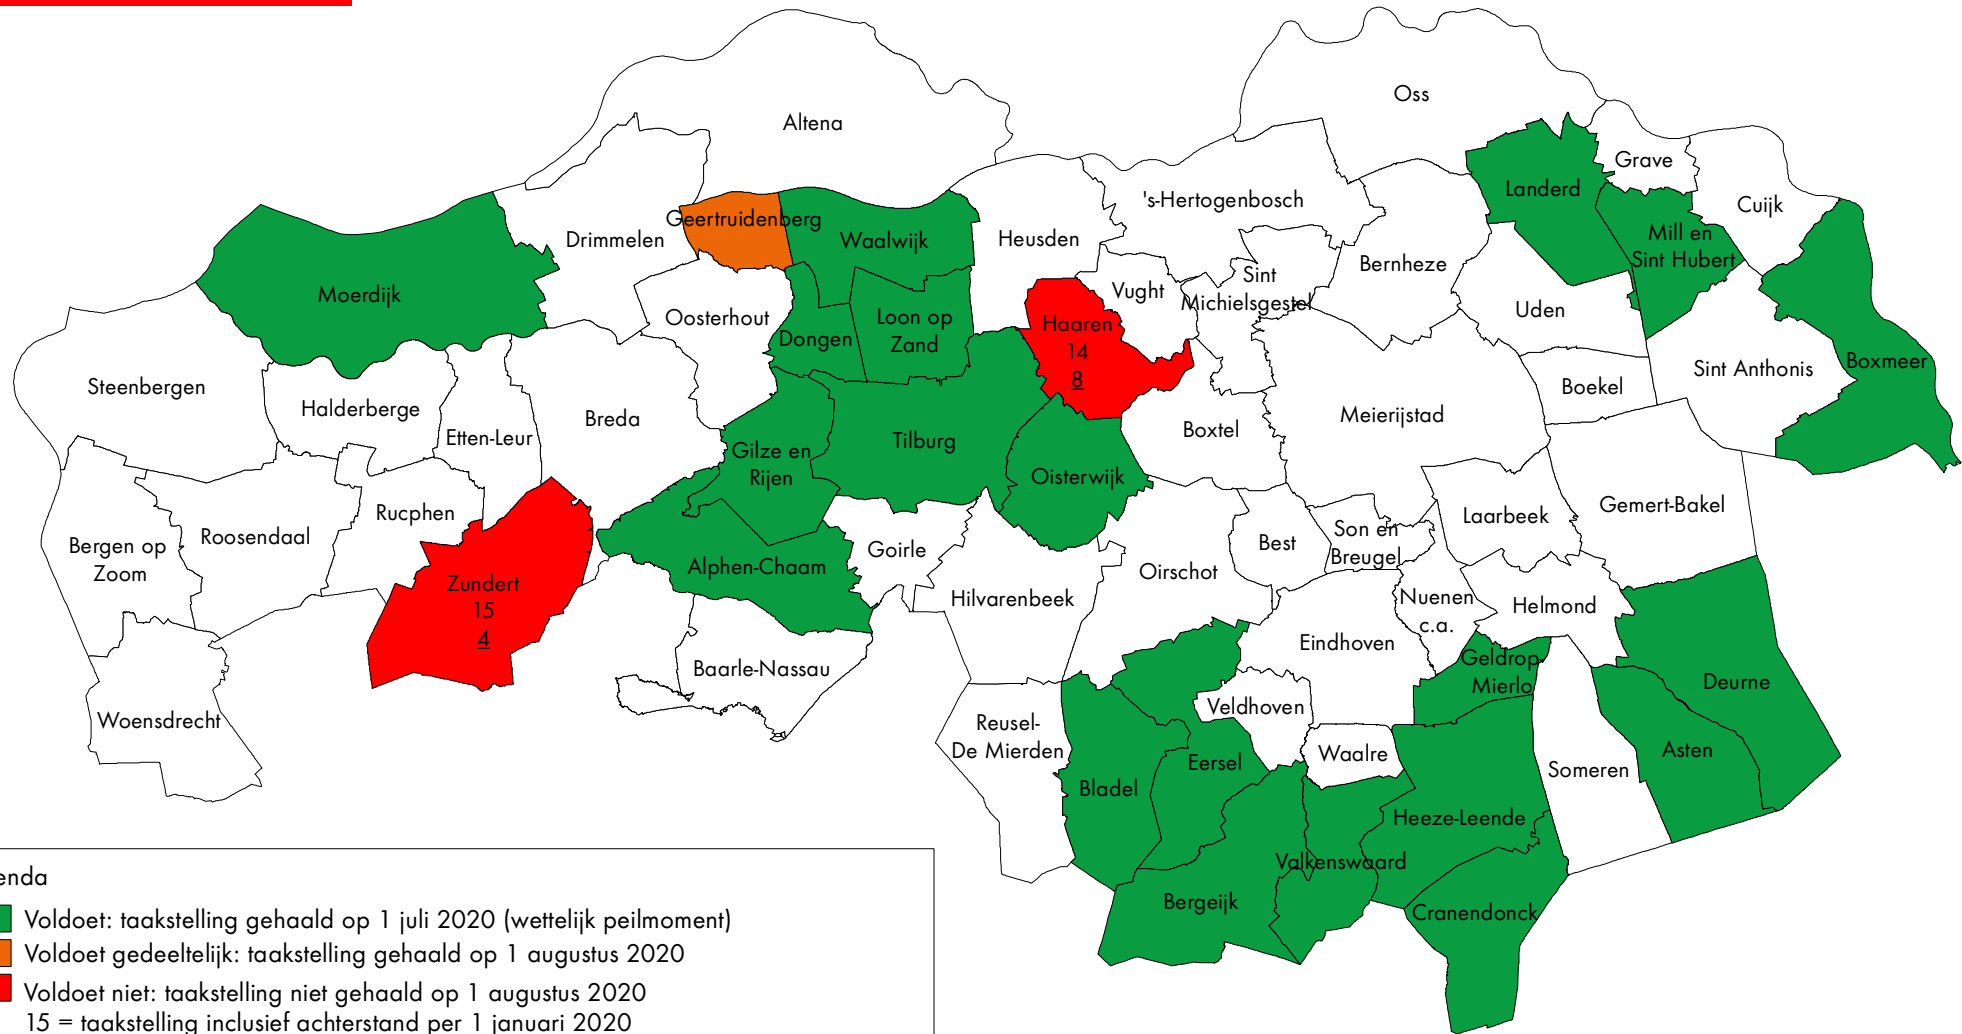 Altena
Oss
Grave
Landerd
Cuijk
's-Hertogenbosch
Geertruidenberg
Drimmelen
Waalwijk
Heusden
Mill en
Sint Hubert
Bernheze
Sint
Michielsgestel
Vught
Moerdijk
Oosterhout
Dongen
Loon op
Zand
Haaren
14
8
Uden
Boxmeer
Sint Anthonis
Boekel
Steenbergen
Halderberge
Etten-Leur
Breda
Meierijstad
Boxtel
Tilburg
Gilze en
Rijen
Oisterwijk
Gemert-Bakel
Rucphen
Roosendaal
Laarbeek
Son en
Breugel
Best
Bergen op
Zoom
Goirle
Alphen-Chaam
Oirschot
Zundert
15
4
Hilvarenbeek
Nuenen
c.a.
Helmond
Eindhoven
Baarle-Nassau
Geldrop-
Mierlo
Deurne
Veldhoven
Woensdrecht
Reusel-
De Mierden
Waalre
Asten
Eersel
Someren
Bladel
Heeze-Leende
Valkenswaard
Bergeijk
Cranendonck
enda
Voldoet: taakstelling gehaald op 1 juli 2020 (wettelijk peilmoment)
Voldoet gedeeltelijk: taakstelling gehaald op 1 augustus 2020
Voldoet niet: taakstelling niet gehaald op 1 augustus 2020
15 = taakstelling inclusief achterstand per 1 januari 2020